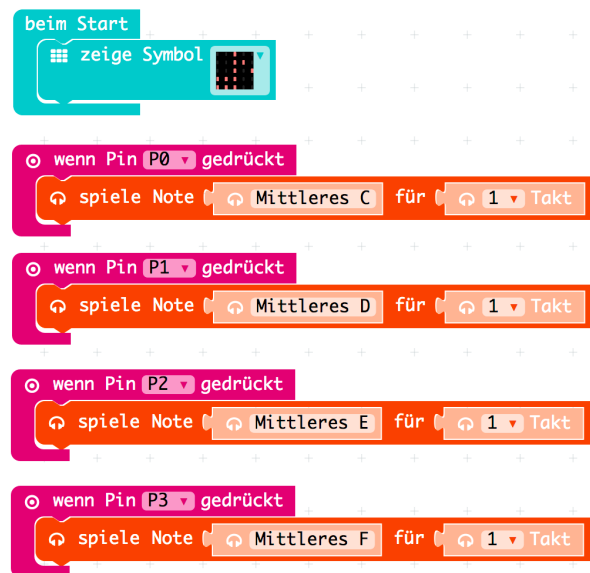 beim Start
zeige Symbol
wenn Pin P0 gedrückt
spiele Note Mittleres C für 1 Takt
wenn Pin P1 gedrückt
spiele Note Mittleres D für 1 Takt
wenn Pin P2 gedrückt
spiele Note Mittleres E für 1 Takt
wenn Pin P3 gedrückt
spiele Note Mittleres F für 1 Takt